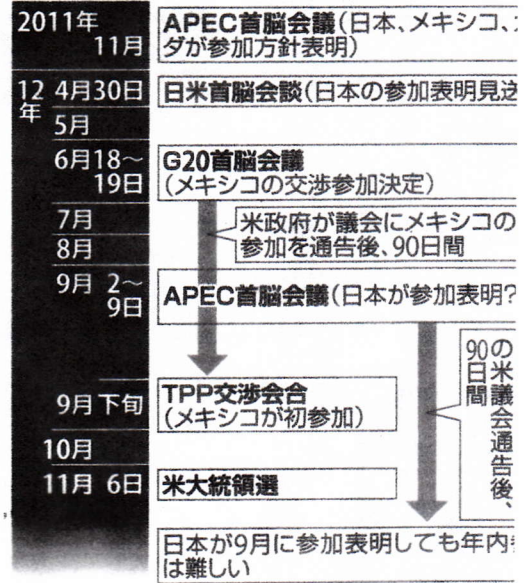 2011年
11月
APEC首脳会議(日本、メキシコ、
ダが参加方針表明)
12年
4月30日
日米首脳会談(日本の参加表明見送
5月
6月18～
19日
G20首脳会議
(メキシコの交渉参加決定)
7月
8月
米政府が議会にメキシコの
参加を通告後、90日間
9月 2～
9日
APEC首脳会議(日本が参加表明?
米議会通告後、
90日間の
9月下旬
TPP交渉会合
(メキシコが初参加)
10月
11月 6日
米大統領選
日本が9月に参加表明しても年内
は難しい